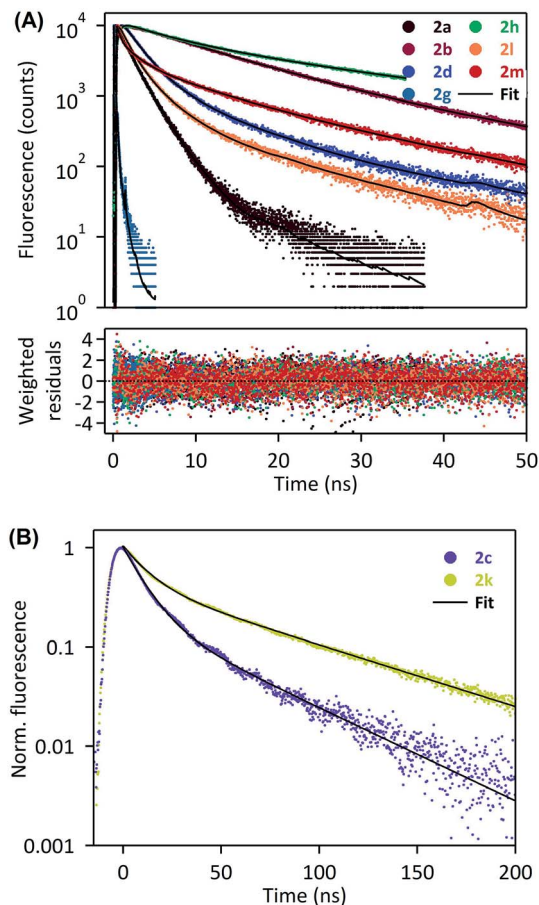 (A)
10⁴
10³
10²
10¹
10⁰
Fluorescence (counts)
2a 2h
2b 2l
2d 2m
2g Fit
Weighted residuals
4
2
0
-2
-4
0 10 20 30 40 50
Time (ns)
(B)
1
0.1
0.01
0.001
Norm. fluorescence
2c
2k
Fit
0 50 100 150 200
Time (ns)